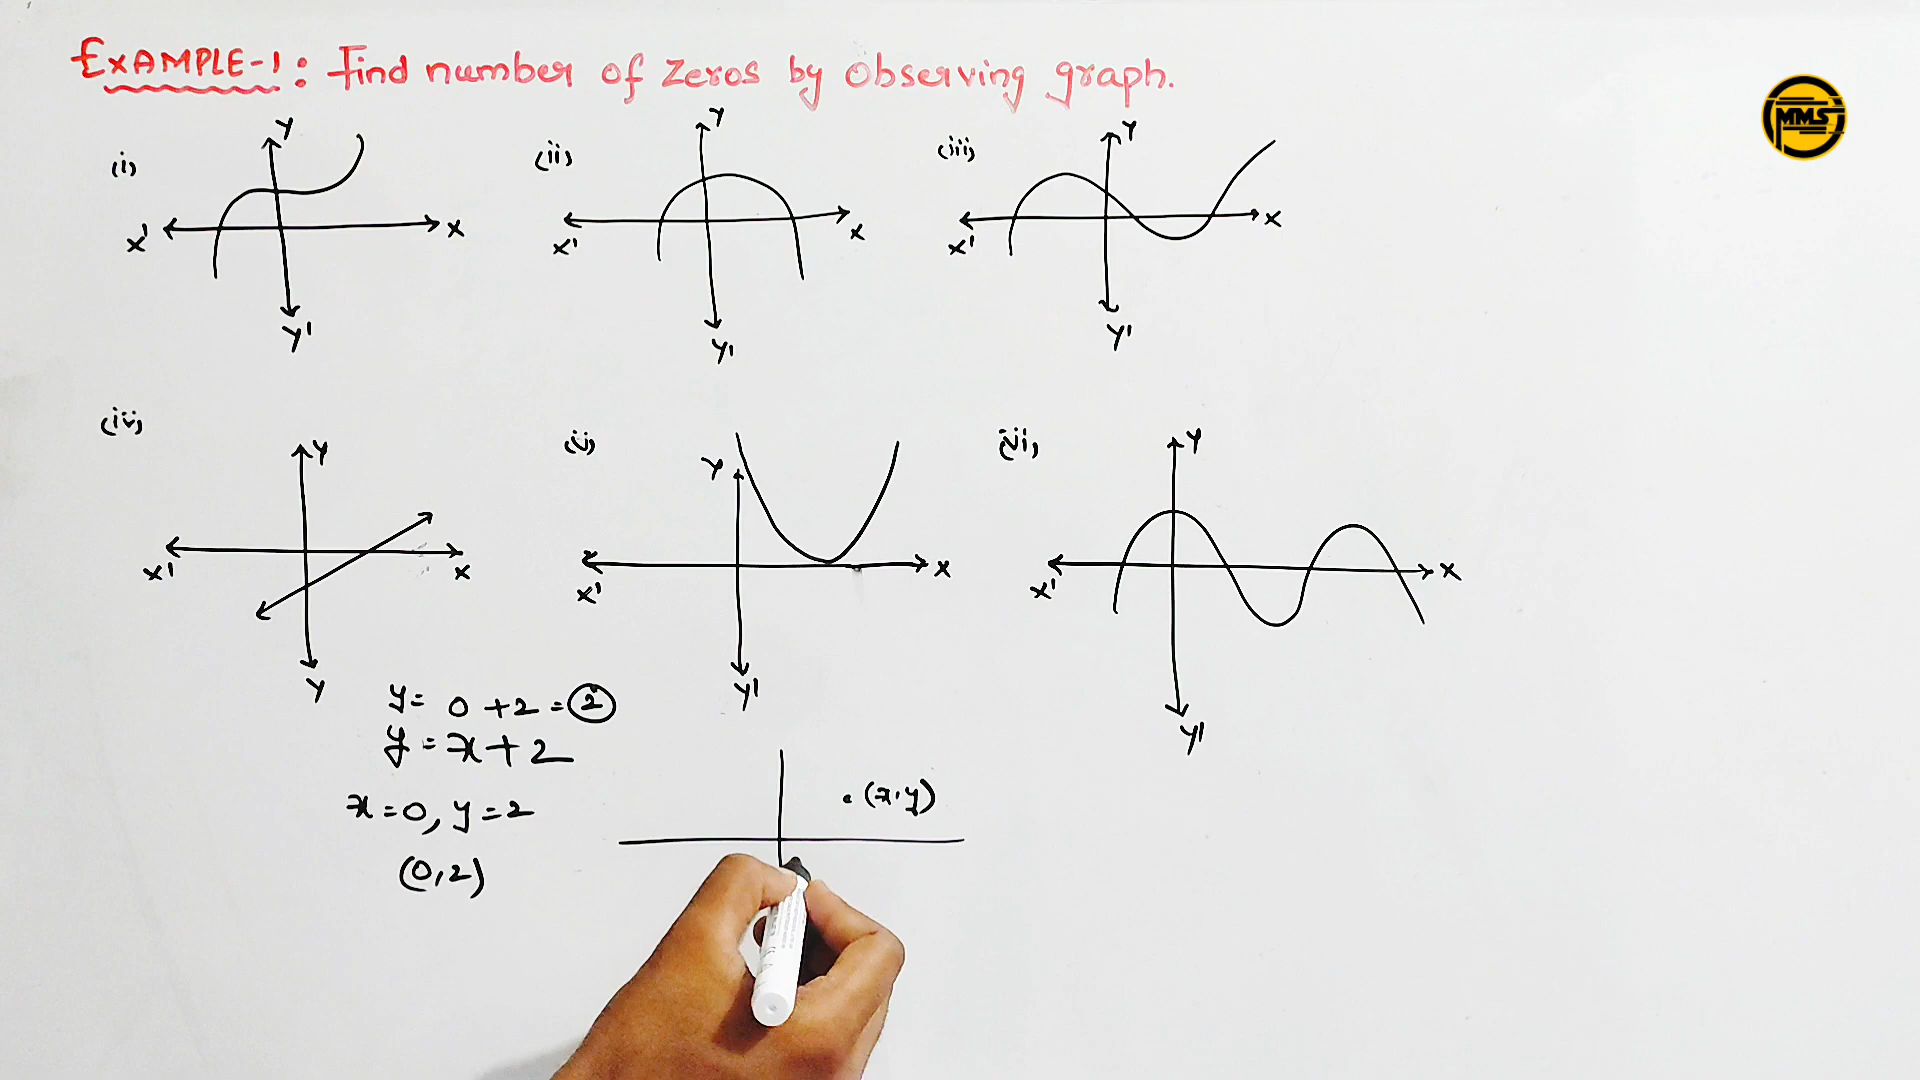 EXAMPLE-1: Find number of zeros by observing graph.
MMS
(i)
Y
X'
X
Y'
(ii)
Y
X'
X
Y'
(iii)
Y
X'
X
Y'
(iv)
Y
X'
X
Y
(v)
Y
X'
X
Y'
(vi)
Y
X'
X
Y'
y= 0 +2 = 2
y = x+2
x=0, y=2
(0,2)
.(x,y)